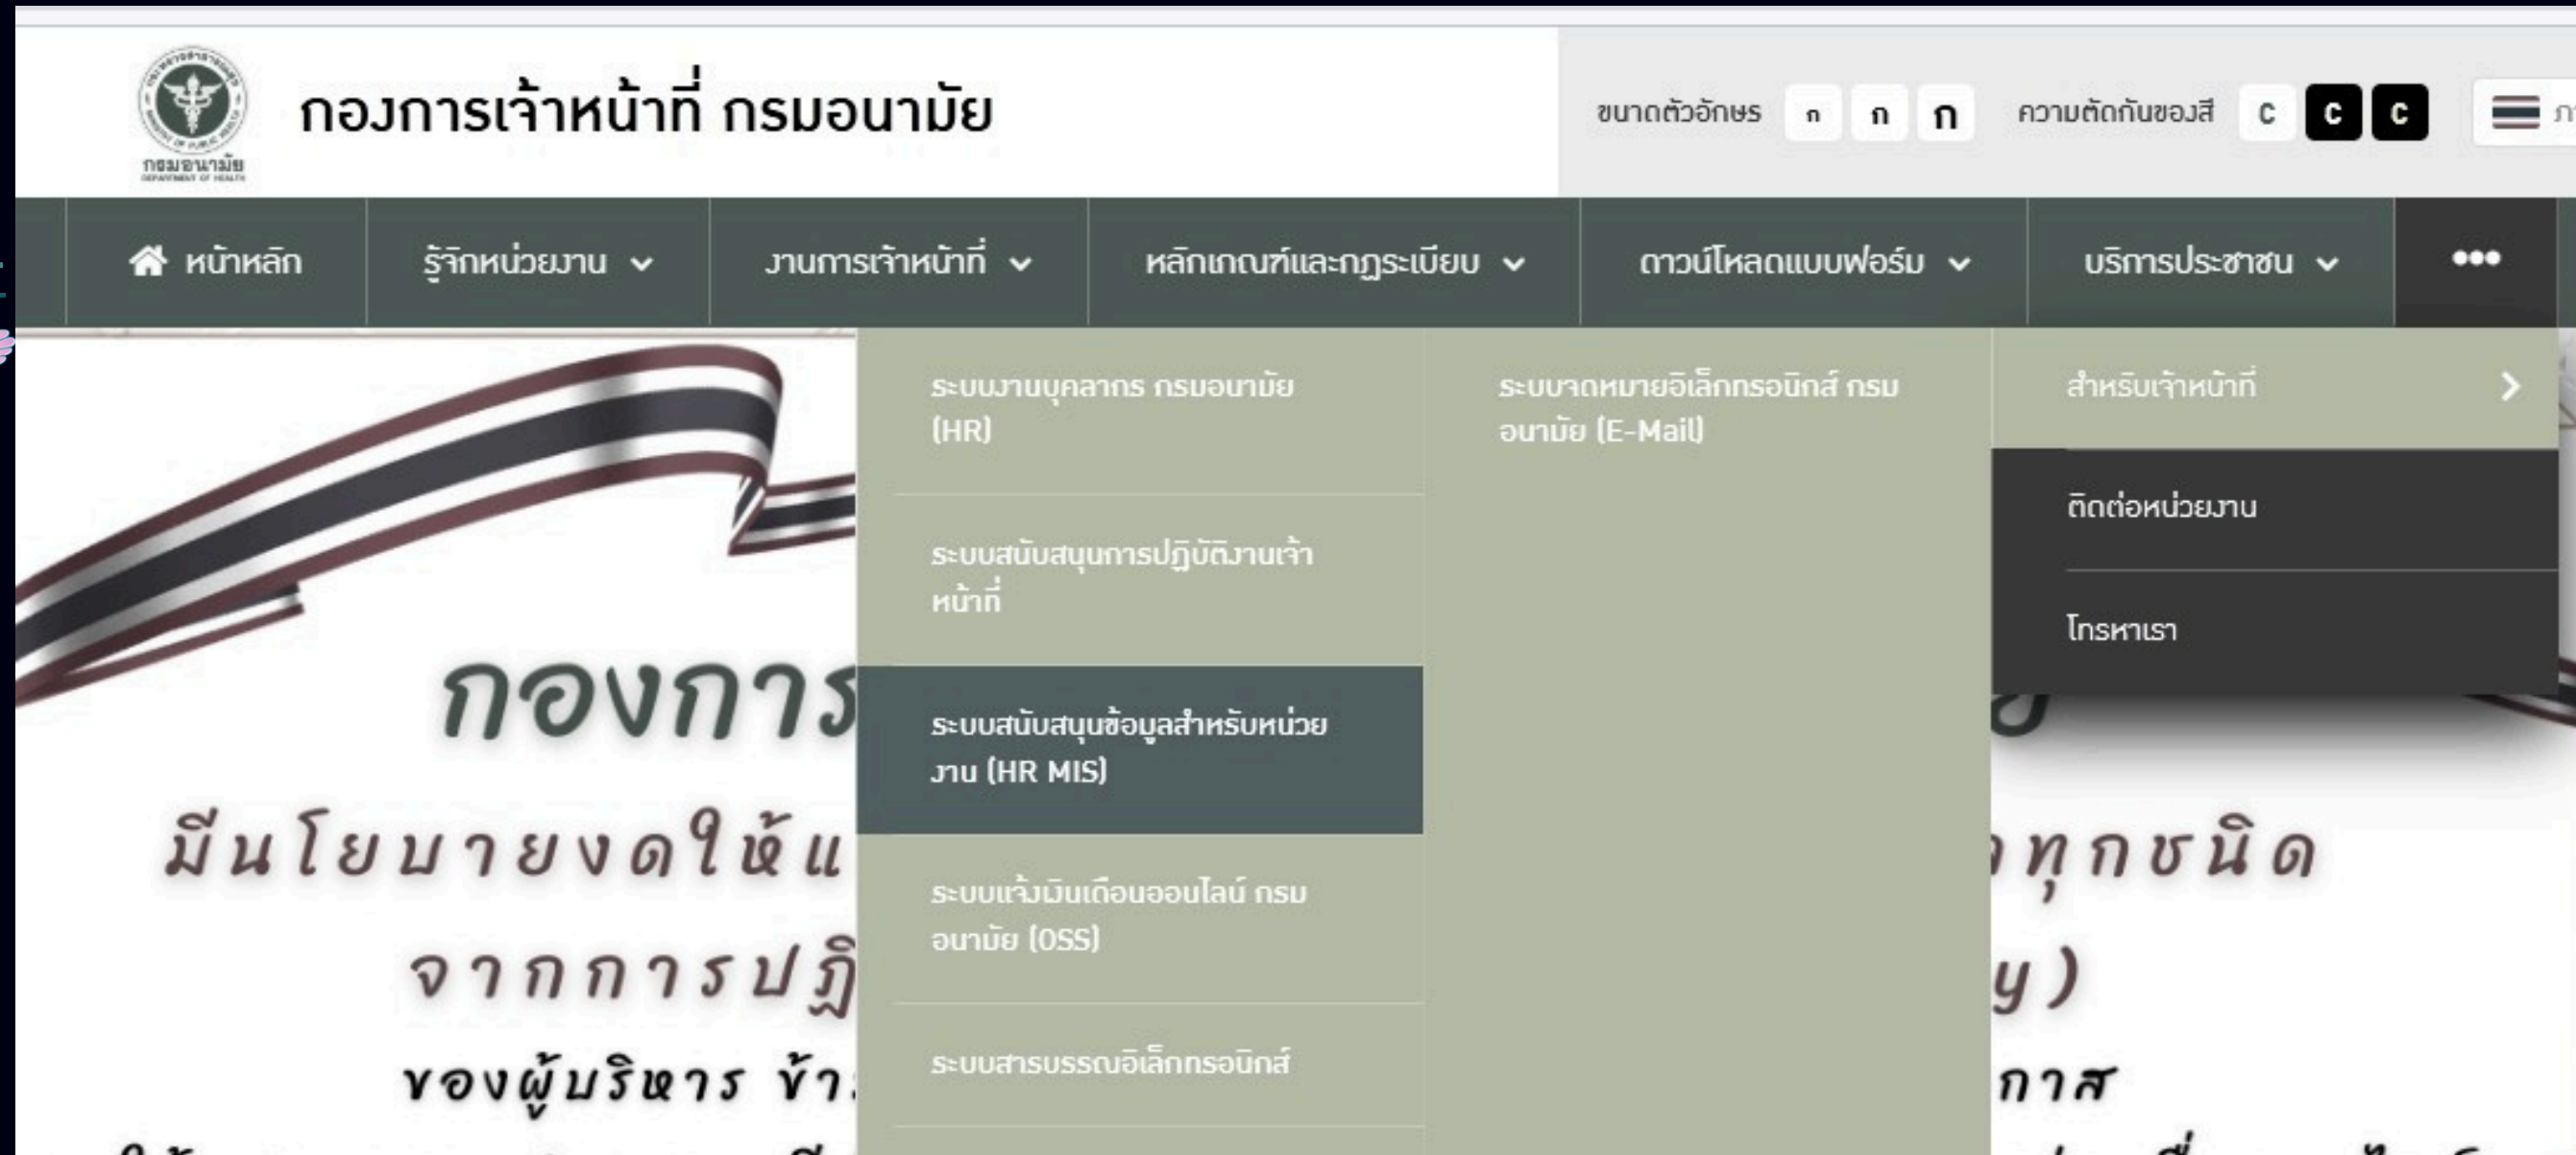 กองการเจ้าหน้าที่ กรมอนามัย
กรมอนามัย
DEPARTMENT OF HEALTH
ขนาดตัวอักษร ก ก ก ความตัดกันของสี C C C
หน้าหลัก รู้จักหน่วยงาน งานการเจ้าหน้าที่ หลักเกณฑ์และกฎระเบียบ ดาวน์โหลดแบบฟอร์ม บริการประชาชน •••
ระบบงานบุคลากร กรมอนามัย
(HR)
ระบบสนับสนุนการปฏิบัติงานเจ้า
หน้าที่
ระบบสนับสนุนข้อมูลสำหรับหน่วย
งาน (HR MIS)
ระบบแจ้งเงินเดือนออนไลน์ กรม
อนามัย (OSS)
ระบบสารบรรณอิเล็กทรอนิกส์
ระบบจดหมายอิเล็กทรอนิกส์ กรม
อนามัย (E-Mail)
สำหรับเจ้าหน้าที่
ติดต่อหน่วยงาน
โทรหาเรา
กองการ
มีนโยบายงดให้แ ทุกชนิด
จากการปฏิ y)
ของผู้บริหาร ข้า กาส